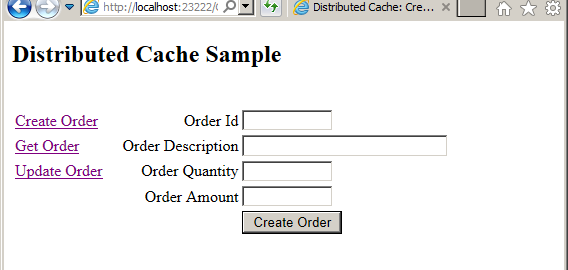 http://localhost:23222/
Distributed Cache: Cre...
Distributed Cache Sample
Create Order
Order Id
Get Order
Order Description
Update Order
Order Quantity
Order Amount
Create Order